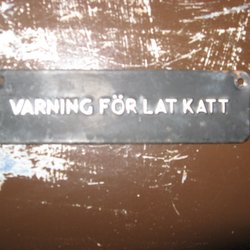 VARNING FÖR LAT KATT